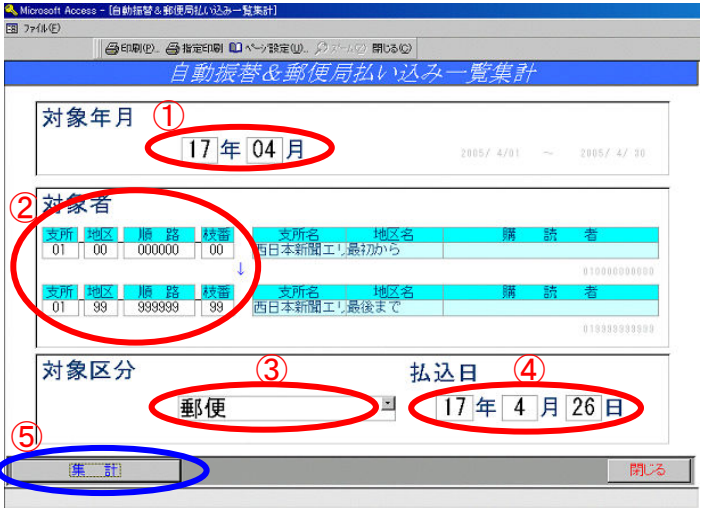 Microsoft Access - [自動振替＆郵便局払い込み一覧集計]
ファイル(F)
印刷(P)... 指定印刷 ページ設定(U)... ズーム(Z) 閉じる(C)
自動振替＆郵便局払い込み一覧集計
対象年月 ①
17 年 04 月 2005/ 4/01 ～ 2005/ 4/ 30
② 対象者
支所 地区 順 路 枝番 支所名 地区名 購 読 者
01 00 000000 00 西日本新聞エリ 最初から
↓ 010000000000
支所 地区 順 路 枝番 支所名 地区名 購 読 者
01 99 999999 99 西日本新聞エリ 最後まで
019999999999
対象区分 ③ 払込日 ④
郵便 17 年 4 月 26 日
⑤
集 計 閉じる